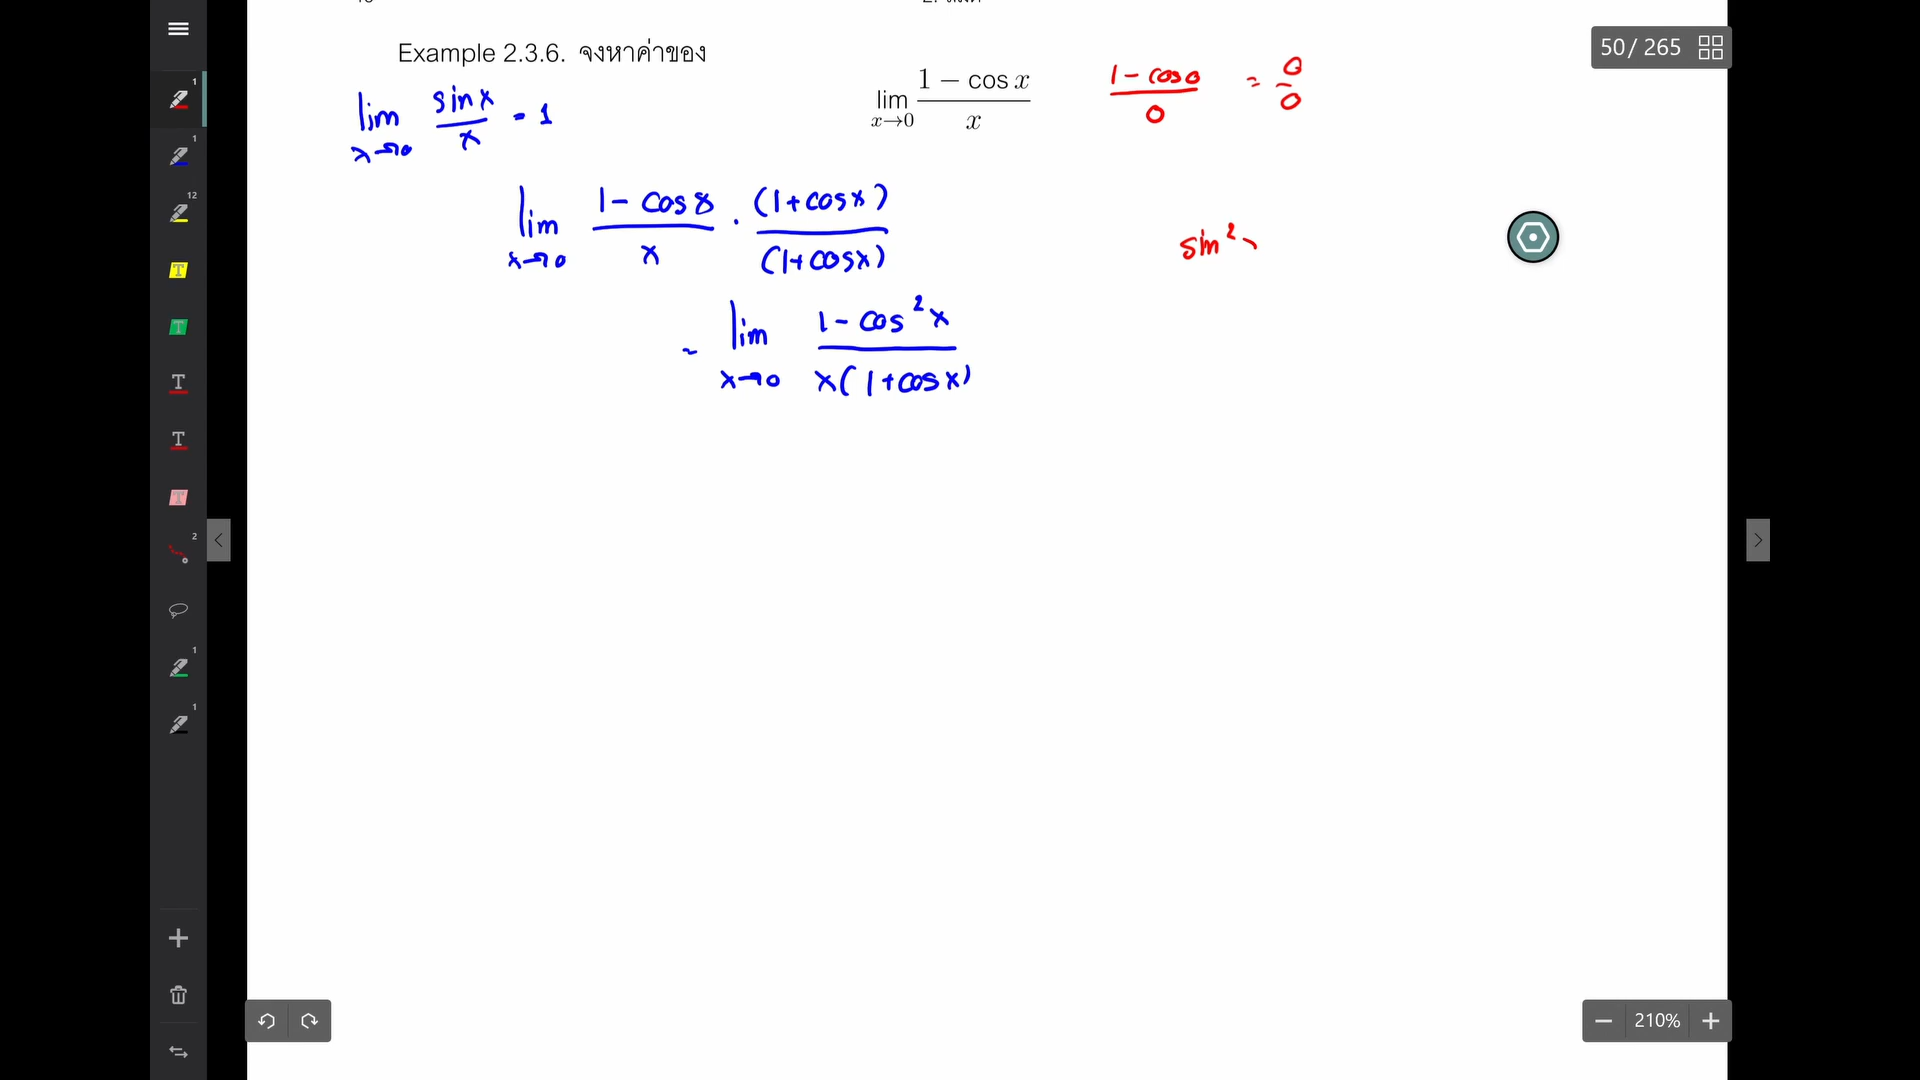 50 / 265
Example 2.3.6. จงหาค่าของ
lim x→0 (1 − cos x)/x
(1 - cos 0)/0 = 0/0
lim x→0 sin x/x = 1
lim x→0 (1 - cos x)/x · (1 + cos x)/(1 + cos x)
sin²
= lim x→0 (1 - cos² x)/(x(1 + cos x))
210%